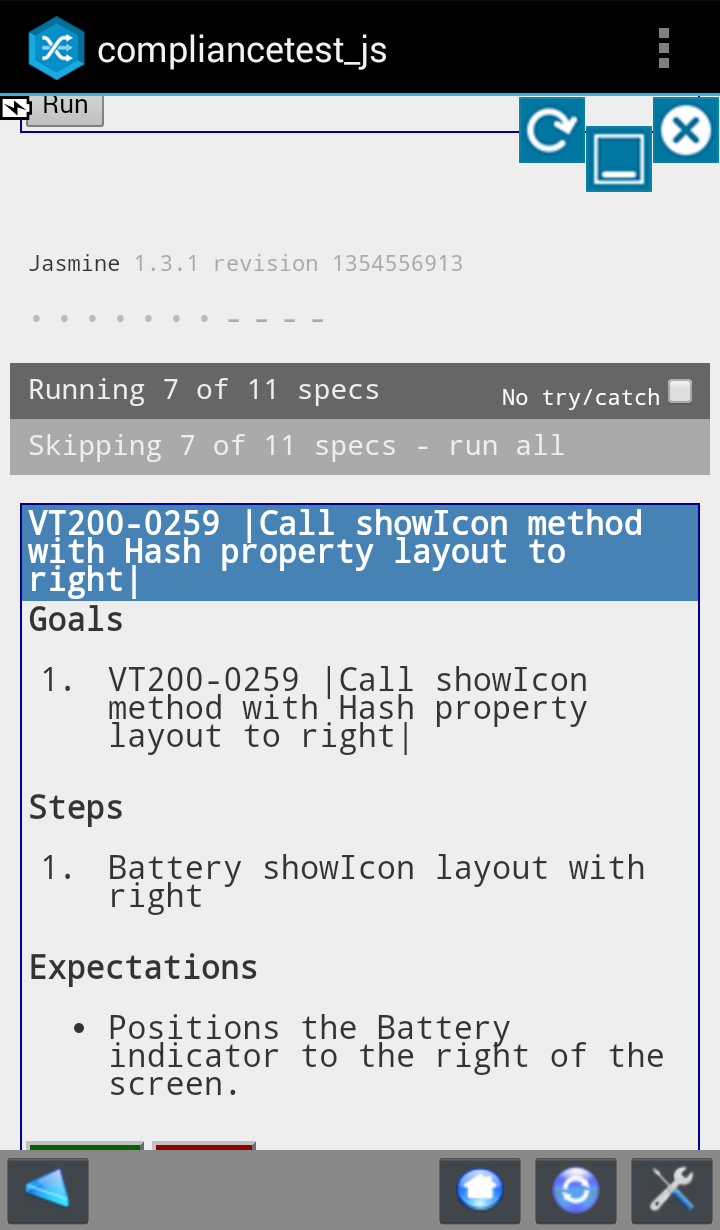 compliancetest_js
Run
Jasmine 1.3.1 revision 1354556913
Running 7 of 11 specs
No try/catch
Skipping 7 of 11 specs - run all
VT200-0259 |Call showIcon method
with Hash property layout to
right|
Goals
1. VT200-0259 |Call showIcon
method with Hash property
layout to right|
Steps
1. Battery showIcon layout with
right
Expectations
• Positions the Battery
indicator to the right of the
screen.